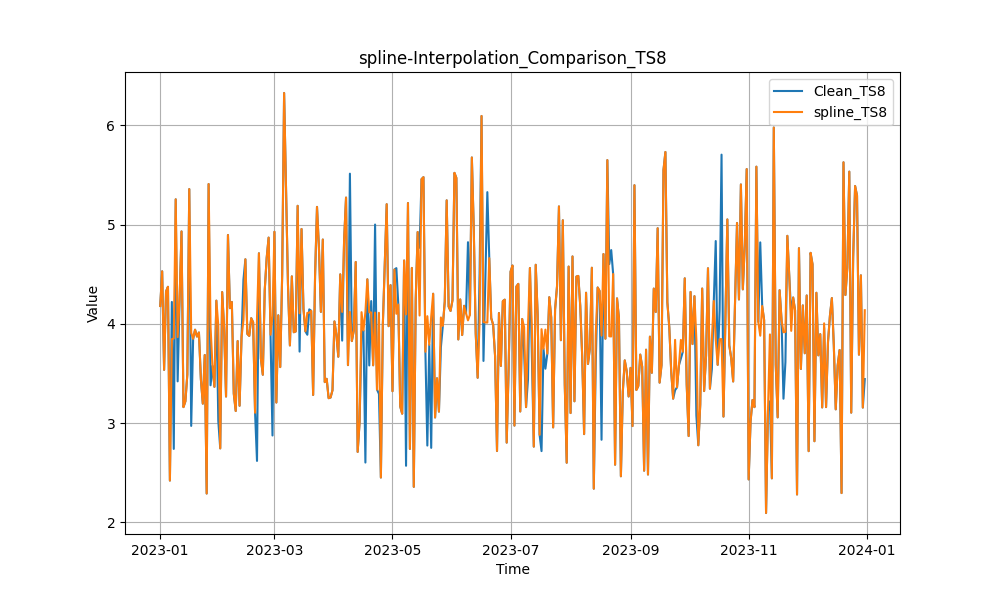 spline-Interpolation_Comparison_TS8
Clean_TS8
spline_TS8
Value
6
5
4
3
2
2023-01
2023-03
2023-05
2023-07
2023-09
2023-11
2024-01
Time